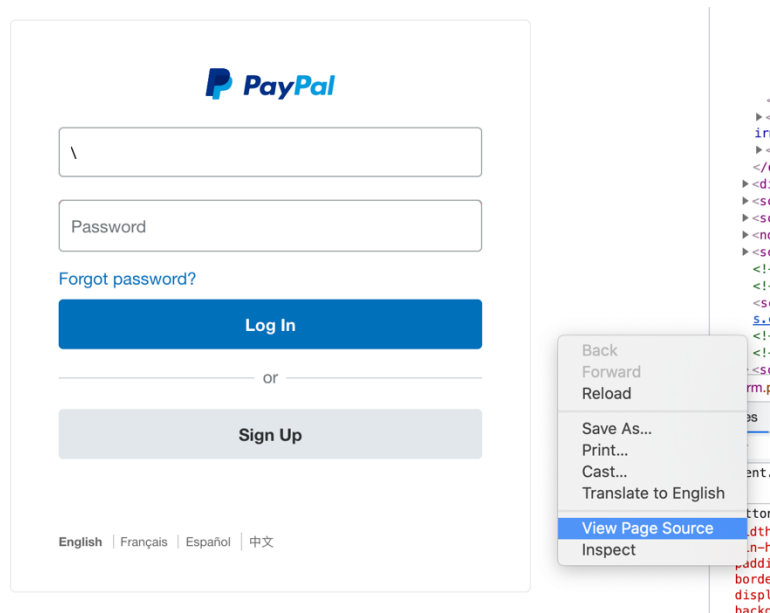 PayPal
\
Password
Forgot password?
Log In
or
Sign Up
English | Français | Español | 中文
Back
Forward
Reload
Save As...
Print...
Cast...
Translate to English
View Page Source
Inspect